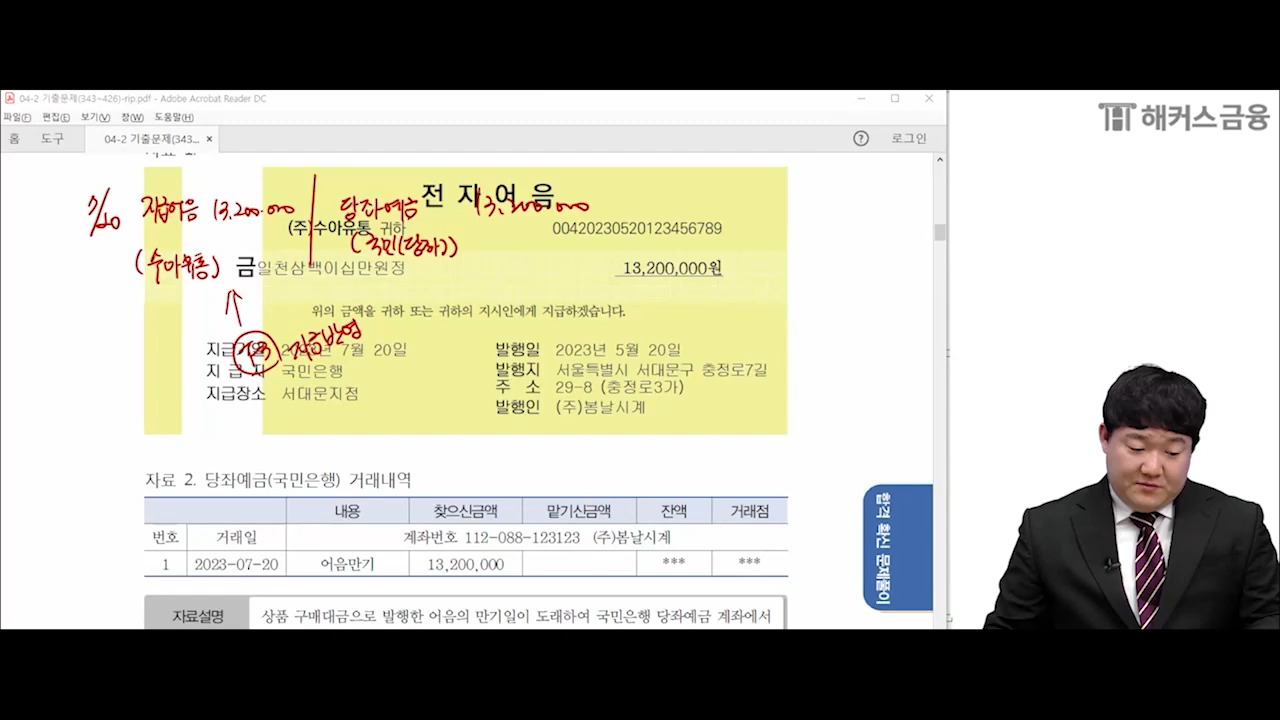 04-2 기출문제(343~426)-rip.pdf - Adobe Acrobat Reader DC
파일(F) 편집(E) 보기(V) 창(W) 도움말(H)
홈 도구 04-2 기출문제(343... × ? 로그인
해커스금융
전 자 어 음
7/20 지급어음 13,200,000 당좌예금 13,200,000
(주)수아유통 귀하 00420230520123456789
(수아유통) (국민(당좌))
금 일천삼백이십만원정 13,200,000원
위의 금액을 귀하 또는 귀하의 지시인에게 지급하겠습니다.
F3 자금반영
지급기일 2023년 7월 20일 발행일 2023년 5월 20일
지 급 지 국민은행 발행지 서울특별시 서대문구 충정로7길
지급장소 서대문지점 주 소 29-8 (충정로3가)
발행인 (주)봄날시계
자료 2. 당좌예금(국민은행) 거래내역
내용 찾으신금액 맡기신금액 잔액 거래점
번호 거래일 계좌번호 112-088-123123 (주)봄날시계
1 2023-07-20 어음만기 13,200,000 *** ***
자료설명 상품 구매대금으로 발행한 어음의 만기일이 도래하여 국민은행 당좌예금 계좌에서
합격 확신 문제풀이